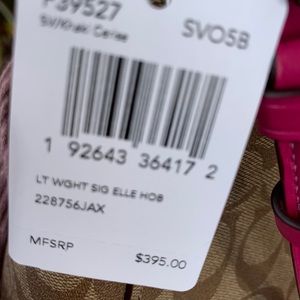 F39527
SV/Khaki Cerise
SVO5B
1 92643 36417 2
LT WGHT SIG ELLE HOB
228756JAX
MFSRP $395.00